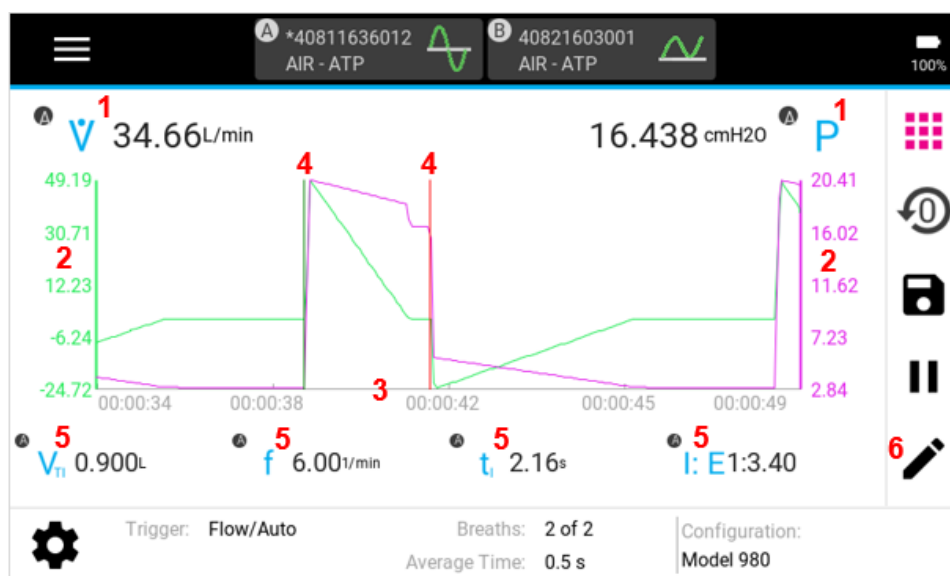 A *40811636012
AIR - ATP
B 40821603001
AIR - ATP
100%
A V̇ 1 34.66 L/min
16.438 cmH2O A P 1
4 4
49.19 20.41
30.71 16.02
2 2
12.23 11.62
-6.24 7.23
-24.72 2.84
3
00:00:34 00:00:38 00:00:42 00:00:45 00:00:49
0
A VTI 5 0.900L
A f 5 6.00 1/min
A tI 5 2.16s
A I: E 5 1:3.40
6
Trigger: Flow/Auto
Breaths: 2 of 2
Average Time: 0.5 s
Configuration:
Model 980